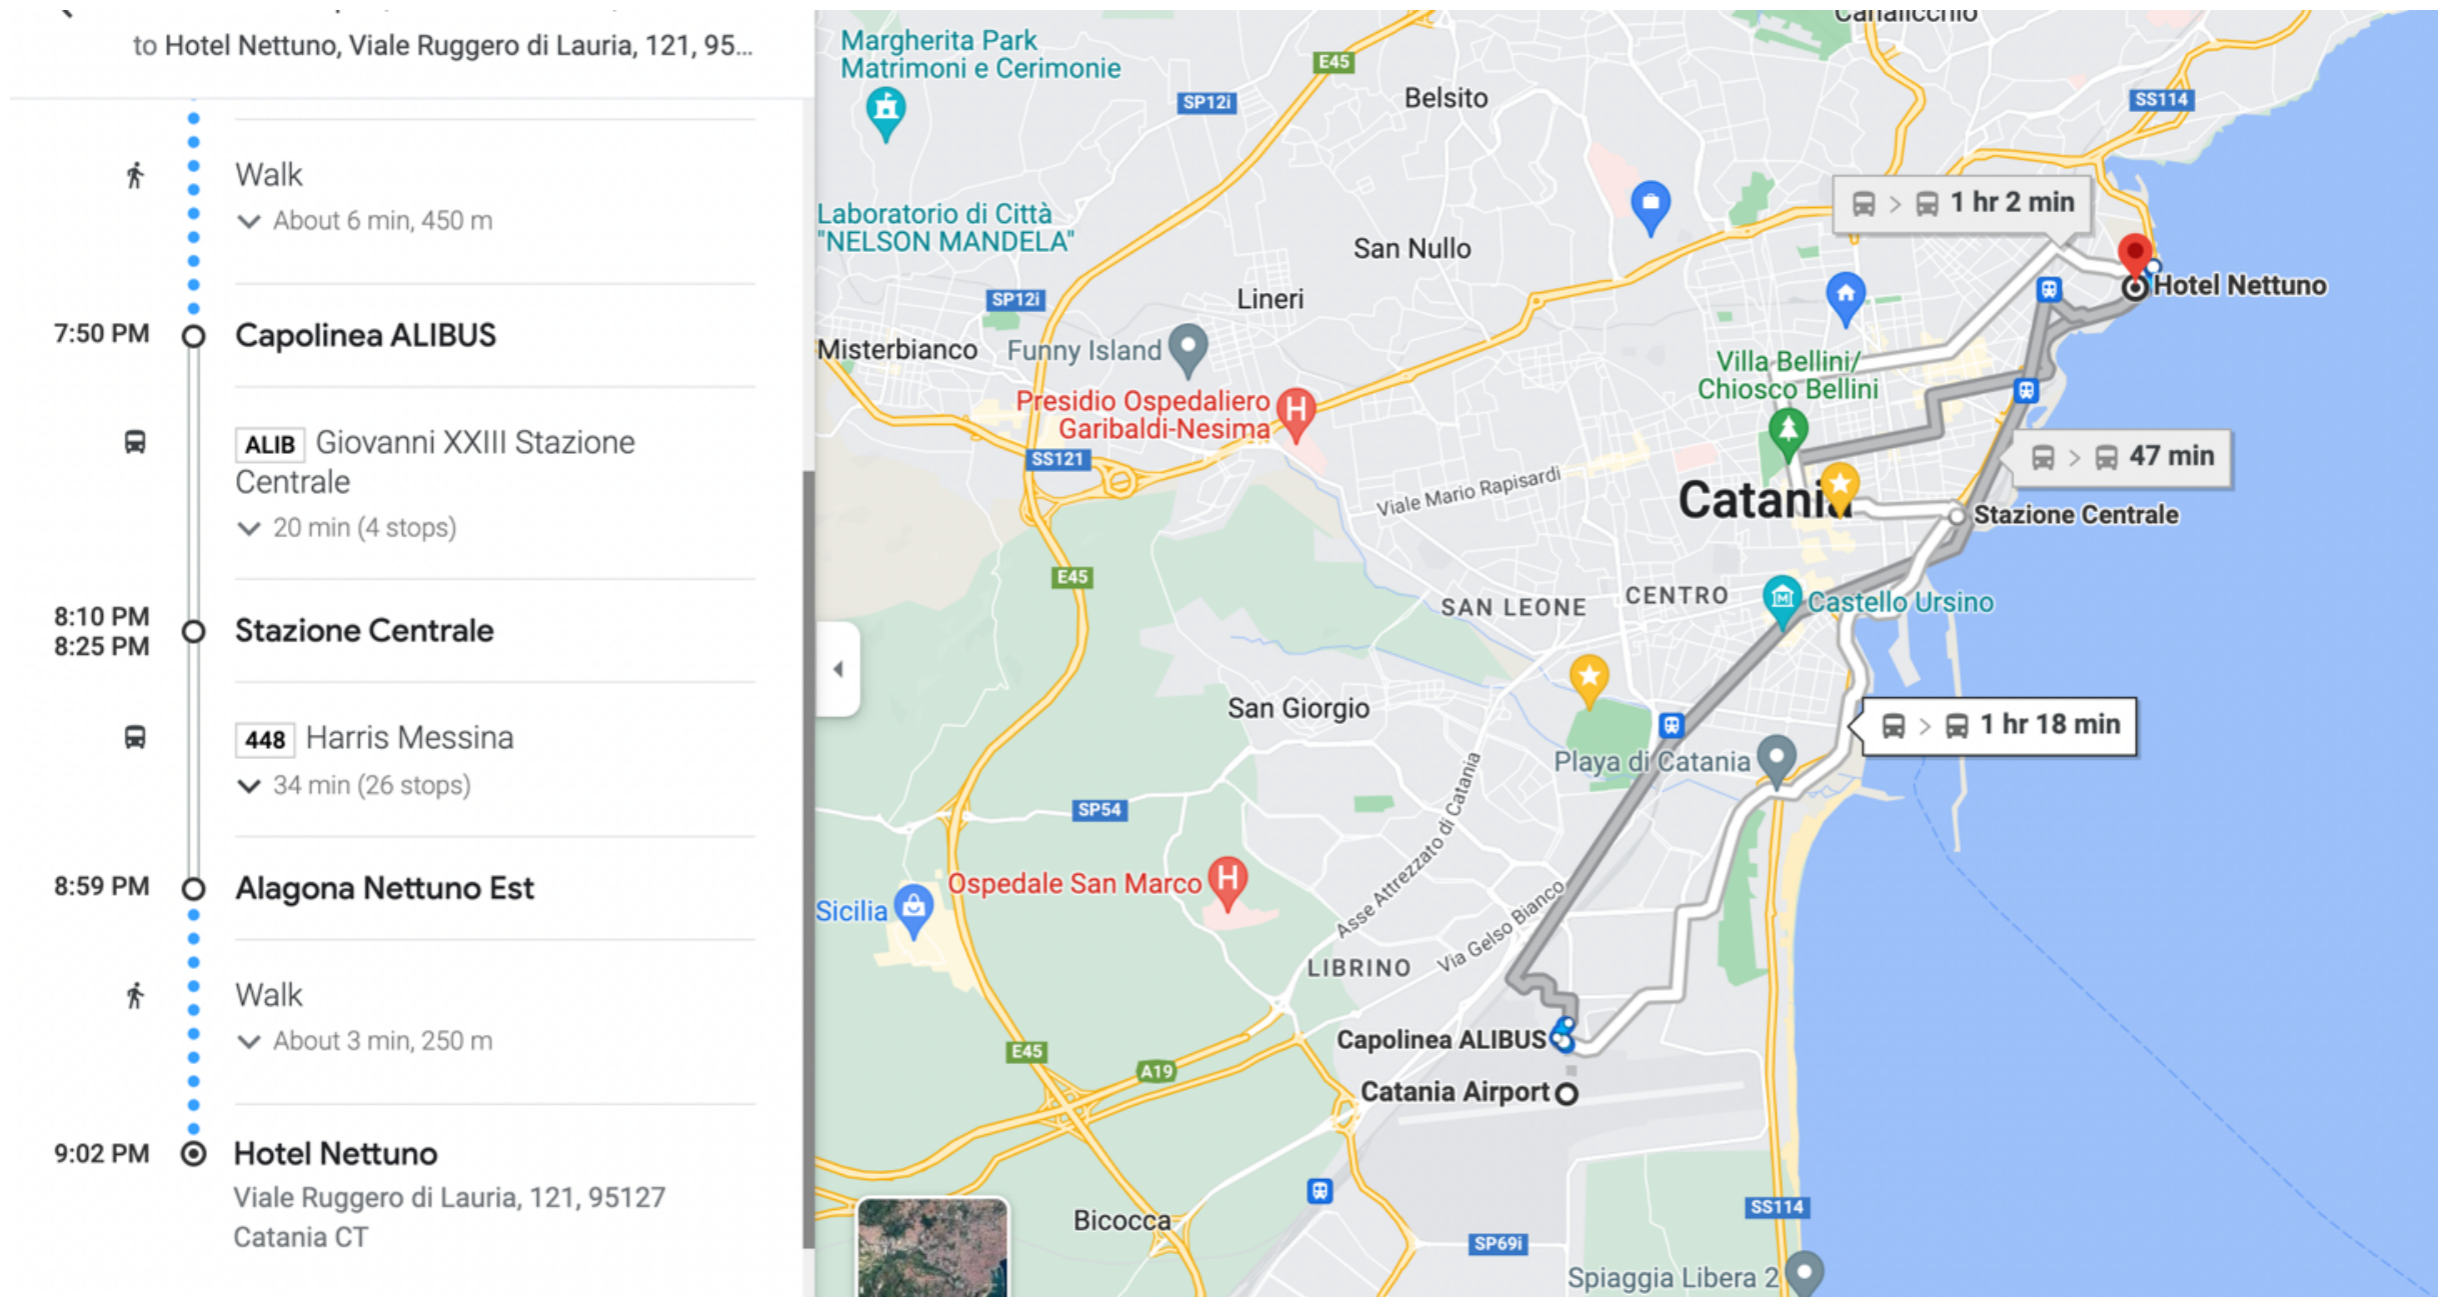 to Hotel Nettuno, Viale Ruggero di Lauria, 121, 95...
Walk
About 6 min, 450 m
7:50 PM
Capolinea ALIBUS
ALIB Giovanni XXIII Stazione
Centrale
20 min (4 stops)
8:10 PM
8:25 PM
Stazione Centrale
448 Harris Messina
34 min (26 stops)
8:59 PM
Alagona Nettuno Est
Walk
About 3 min, 250 m
9:02 PM
Hotel Nettuno
Viale Ruggero di Lauria, 121, 95127
Catania CT
Canalicchio
Margherita Park
Matrimoni e Cerimonie
E45
Belsito
SP12i
SS114
Laboratorio di Città
"NELSON MANDELA"
1 hr 2 min
San Nullo
Hotel Nettuno
SP12i
Lineri
Misterbianco
Funny Island
Villa Bellini/
Chiosco Bellini
Presidio Ospedaliero
Garibaldi-Nesima
H
SS121
47 min
Viale Mario Rapisardi
Catania
Stazione Centrale
E45
SAN LEONE
CENTRO
M
Castello Ursino
San Giorgio
1 hr 18 min
Playa di Catania
SP54
Asse Attrezzato di Catania
Ospedale San Marco
H
Sicilia
Via Gelso Bianco
LIBRINO
Capolinea ALIBUS
E45
A19
Catania Airport
Bicocca
SS114
SP69i
Spiaggia Libera 2